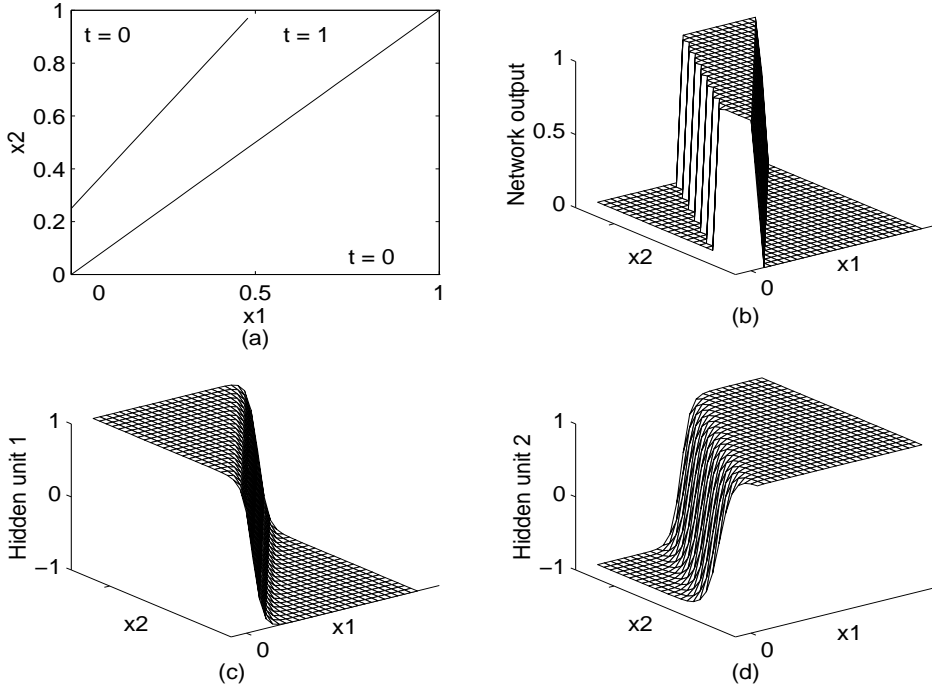 1
t = 0
t = 1
0.8
0.6
x2
0.4
0.2
t = 0
0
0
0.5
1
x1
(a)
1
Network output
0.5
0
x2
0
x1
(b)
1
Hidden unit 1
0
−1
x2
0
x1
(c)
1
Hidden unit 2
0
−1
x2
0
x1
(d)